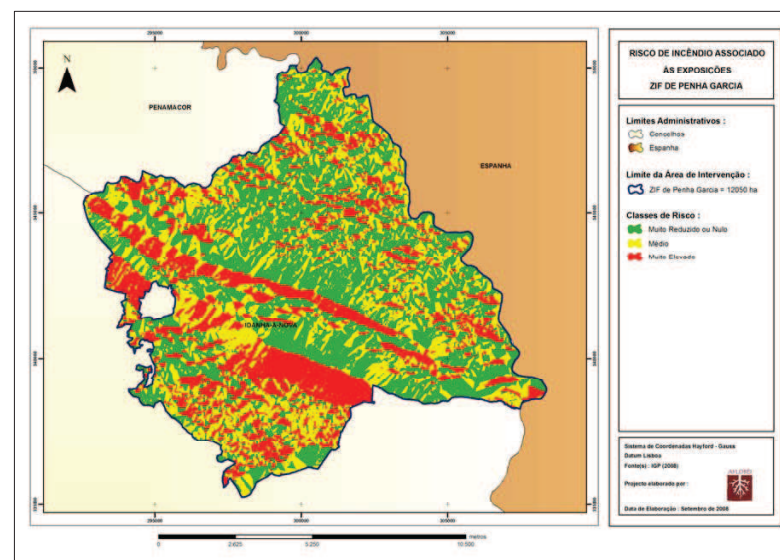 N
PENAMACOR
ESPANHA
IDANHA-A-NOVA
metros
0
2.625
5.250
10.500
RISCO DE INCÊNDIO ASSOCIADO
ÀS EXPOSIÇÕES
ZIF DE PENHA GARCIA
Limites Administrativos :
Concelhos
Espanha
Limite da Área de Intervenção :
ZIF de Penha Garcia = 12050 ha
Classes de Risco :
Muito Reduzido ou Nulo
Médio
Muito Elevado
Sistema de Coordenadas Hayford - Gauss
Datum Lisboa
Fonte(s) : IGP (2008)
Projecto elaborado por :
Data de Elaboração : Setembro de 2008